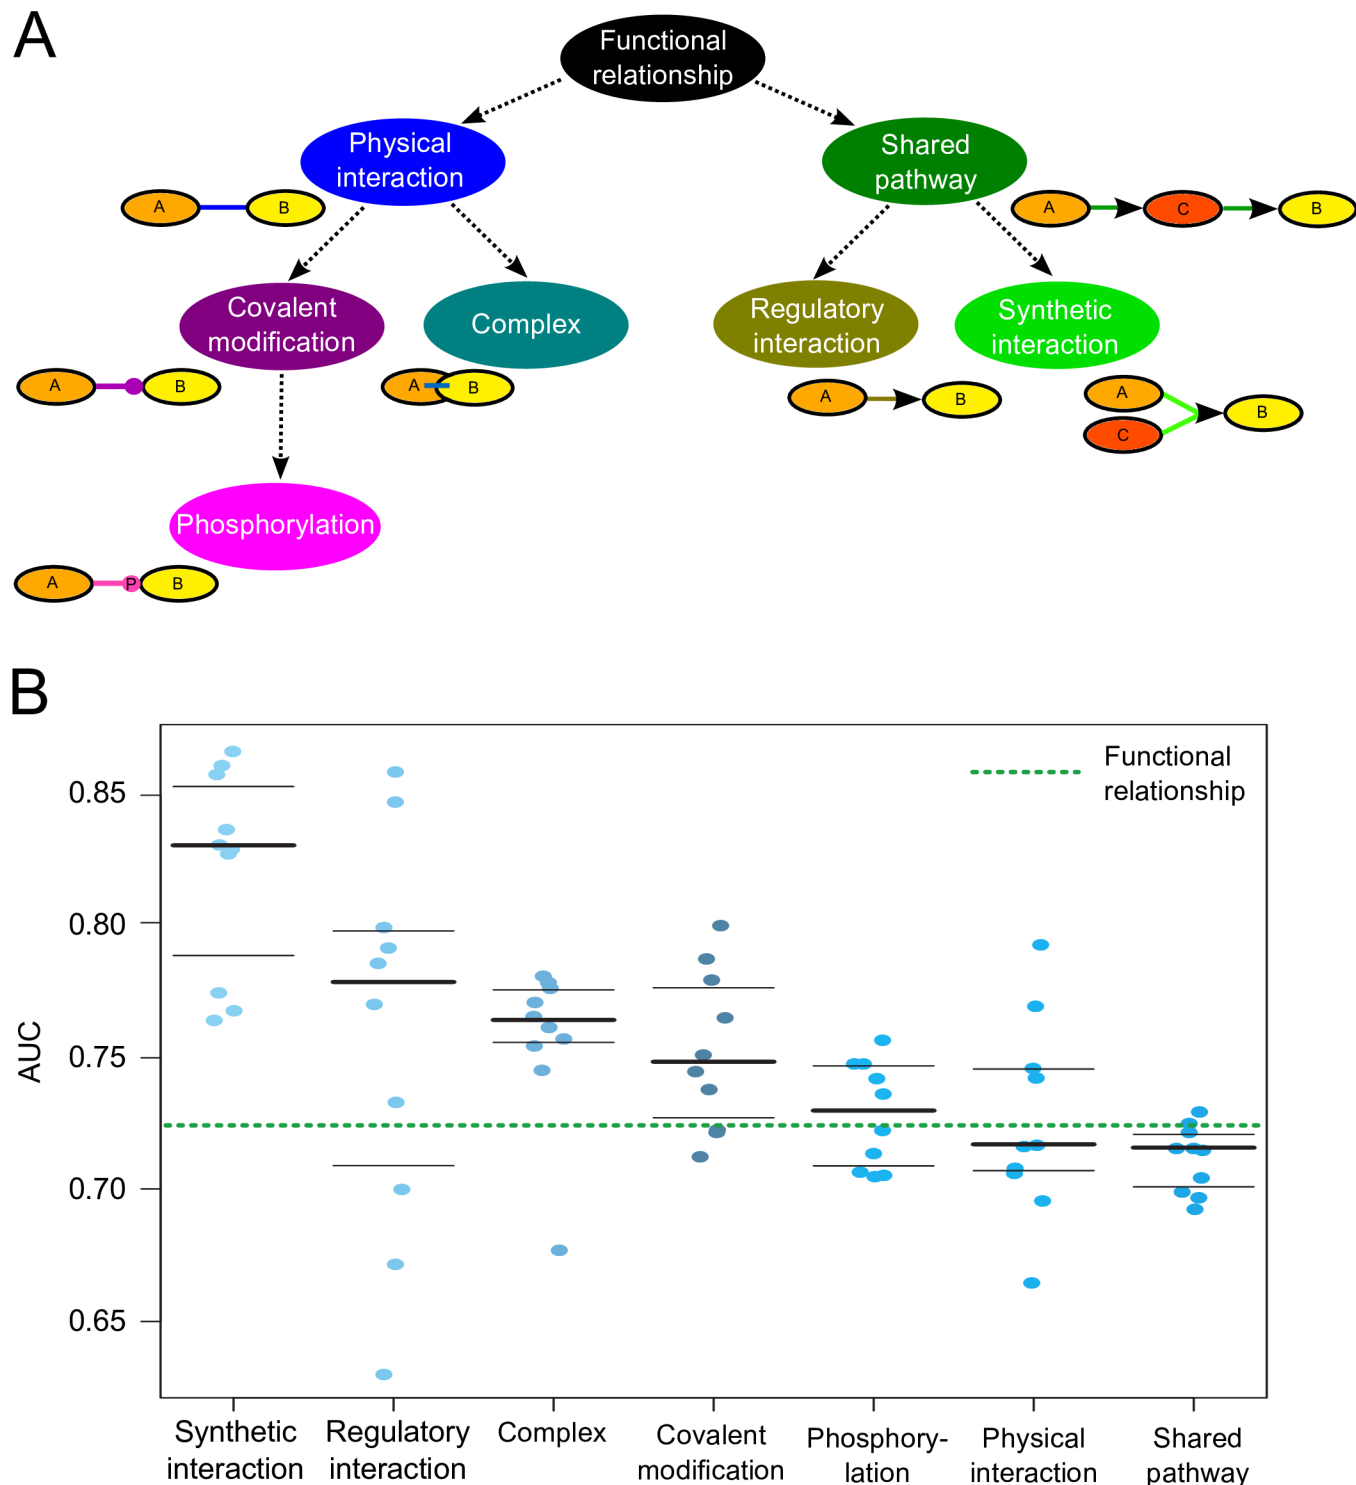 A
Functional
relationship
Physical
interaction
Shared
pathway
A
B
A
C
B
Covalent
modification
Complex
Regulatory
interaction
Synthetic
interaction
A
B
A
B
A
B
A
C
B
Phosphorylation
A
P
B
B
Functional
relationship
0.85
0.80
0.75
0.70
0.65
AUC
Synthetic
interaction
Regulatory
interaction
Complex
Covalent
modification
Phosphory-
lation
Physical
interaction
Shared
pathway